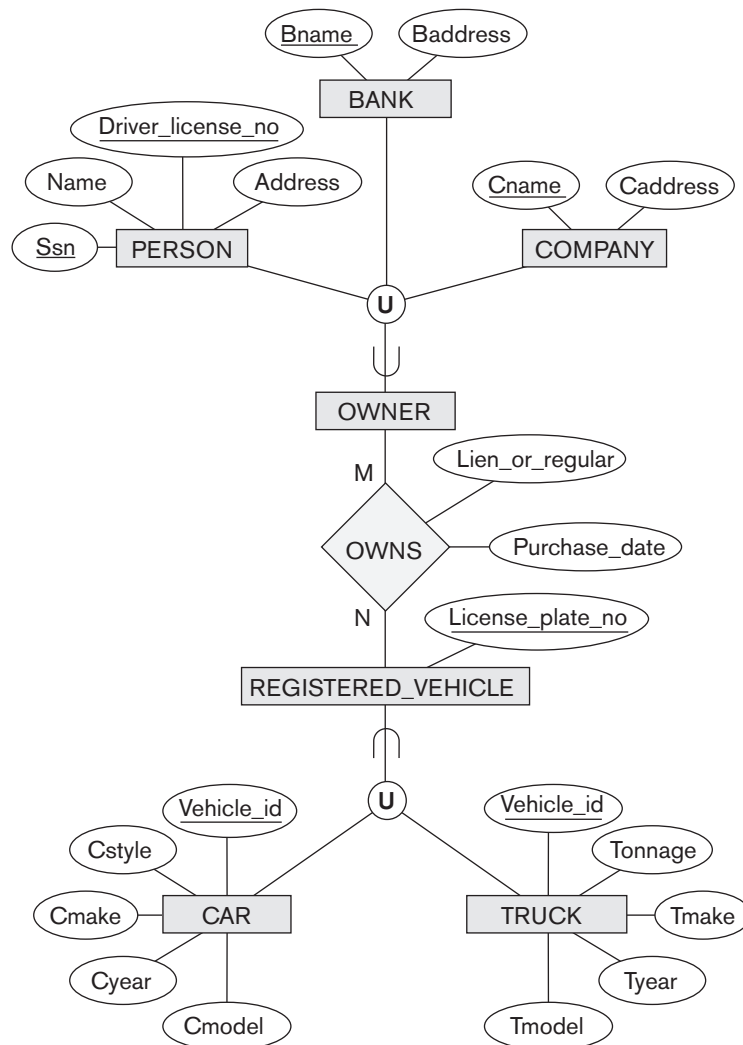 Bname Baddress
BANK
Driver_license_no
Name Address
Cname Caddress
Ssn PERSON COMPANY
U
OWNER
M Lien_or_regular
OWNS Purchase_date
N License_plate_no
REGISTERED_VEHICLE
U
Vehicle_id Vehicle_id
Cstyle Tonnage
Cmake CAR TRUCK Tmake
Cyear Tyear
Cmodel Tmodel